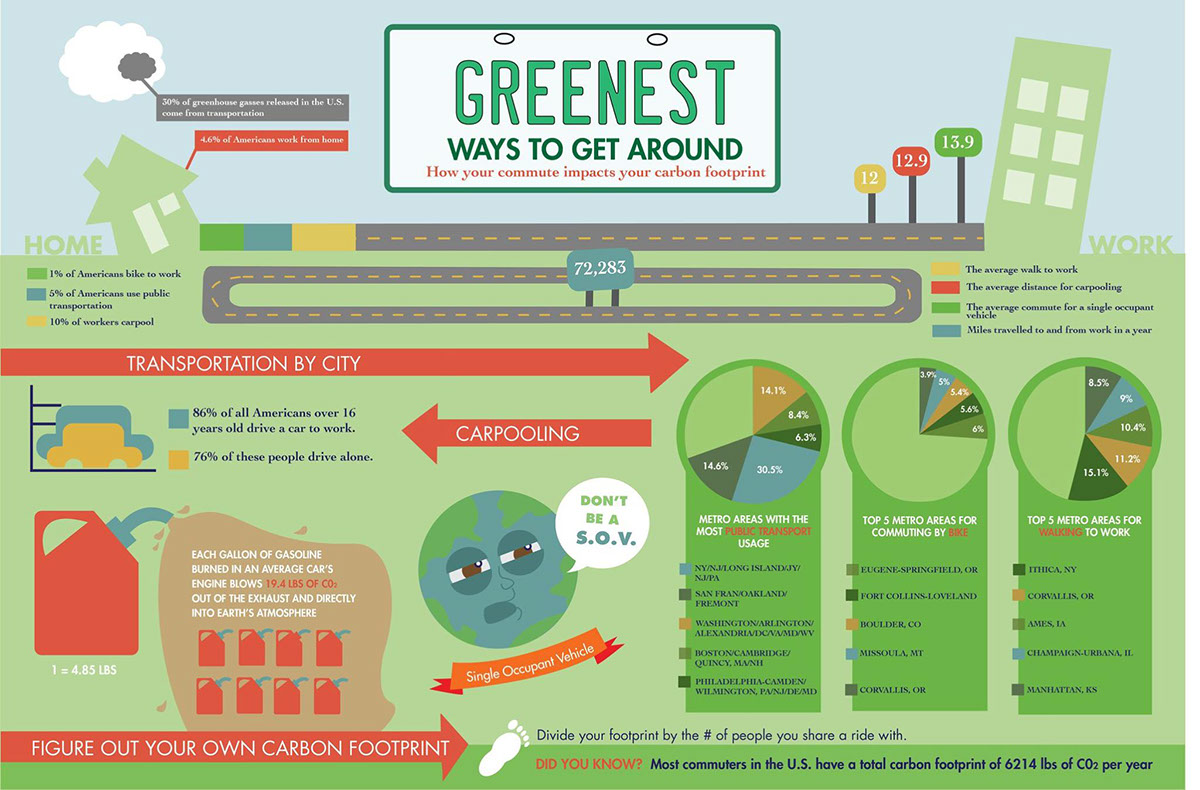 GREENEST
WAYS TO GET AROUND
How your commute impacts your carbon footprint
30% of greenhouse gasses released in the U.S.
come from transportation
4.6% of Americans work from home
12
12.9
13.9
HOME
WORK
1% of Americans bike to work
5% of Americans use public
transportation
10% of workers carpool
72,283
The average walk to work
The average distance for carpooling
The average commute for a single occupant
vehicle
Miles travelled to and from work in a year
TRANSPORTATION BY CITY
86% of all Americans over 16
years old drive a car to work.
76% of these people drive alone.
CARPOOLING
14.1%
8.4%
6.3%
30.5%
14.6%
METRO AREAS WITH THE
MOST PUBLIC TRANSPORT
USAGE
NY/NJ/LONG ISLAND/JY/
NJ/PA
SAN FRAN/OAKLAND/
FREMONT
WASHINGTON/ARLINGTON/
ALEXANDRIA/DC/VA/MD/WV
BOSTON/CAMBRIDGE/
QUINCY, MA/NH
PHILADELPHIA-CAMDEN/
WILMINGTON, PA/NJ/DE/MD
3.9%
5%
5.4%
5.6%
6%
TOP 5 METRO AREAS FOR
COMMUTING BY BIKE
EUGENE-SPRINGFIELD, OR
FORT COLLINS-LOVELAND
BOULDER, CO
MISSOULA, MT
CORVALLIS, OR
8.5%
9%
10.4%
11.2%
15.1%
TOP 5 METRO AREAS FOR
WALKING TO WORK
ITHICA, NY
CORVALLIS, OR
AMES, IA
CHAMPAIGN-URBANA, IL
MANHATTAN, KS
EACH GALLON OF GASOLINE
BURNED IN AN AVERAGE CAR'S
ENGINE BLOWS 19.4 LBS OF CO2
OUT OF THE EXHAUST AND DIRECTLY
INTO EARTH'S ATMOSPHERE
1 = 4.85 LBS
DON'T
BE A
S.O.V.
Single Occupant Vehicle
FIGURE OUT YOUR OWN CARBON FOOTPRINT
Divide your footprint by the # of people you share a ride with.
DID YOU KNOW? Most commuters in the U.S. have a total carbon footprint of 6214 lbs of CO2 per year